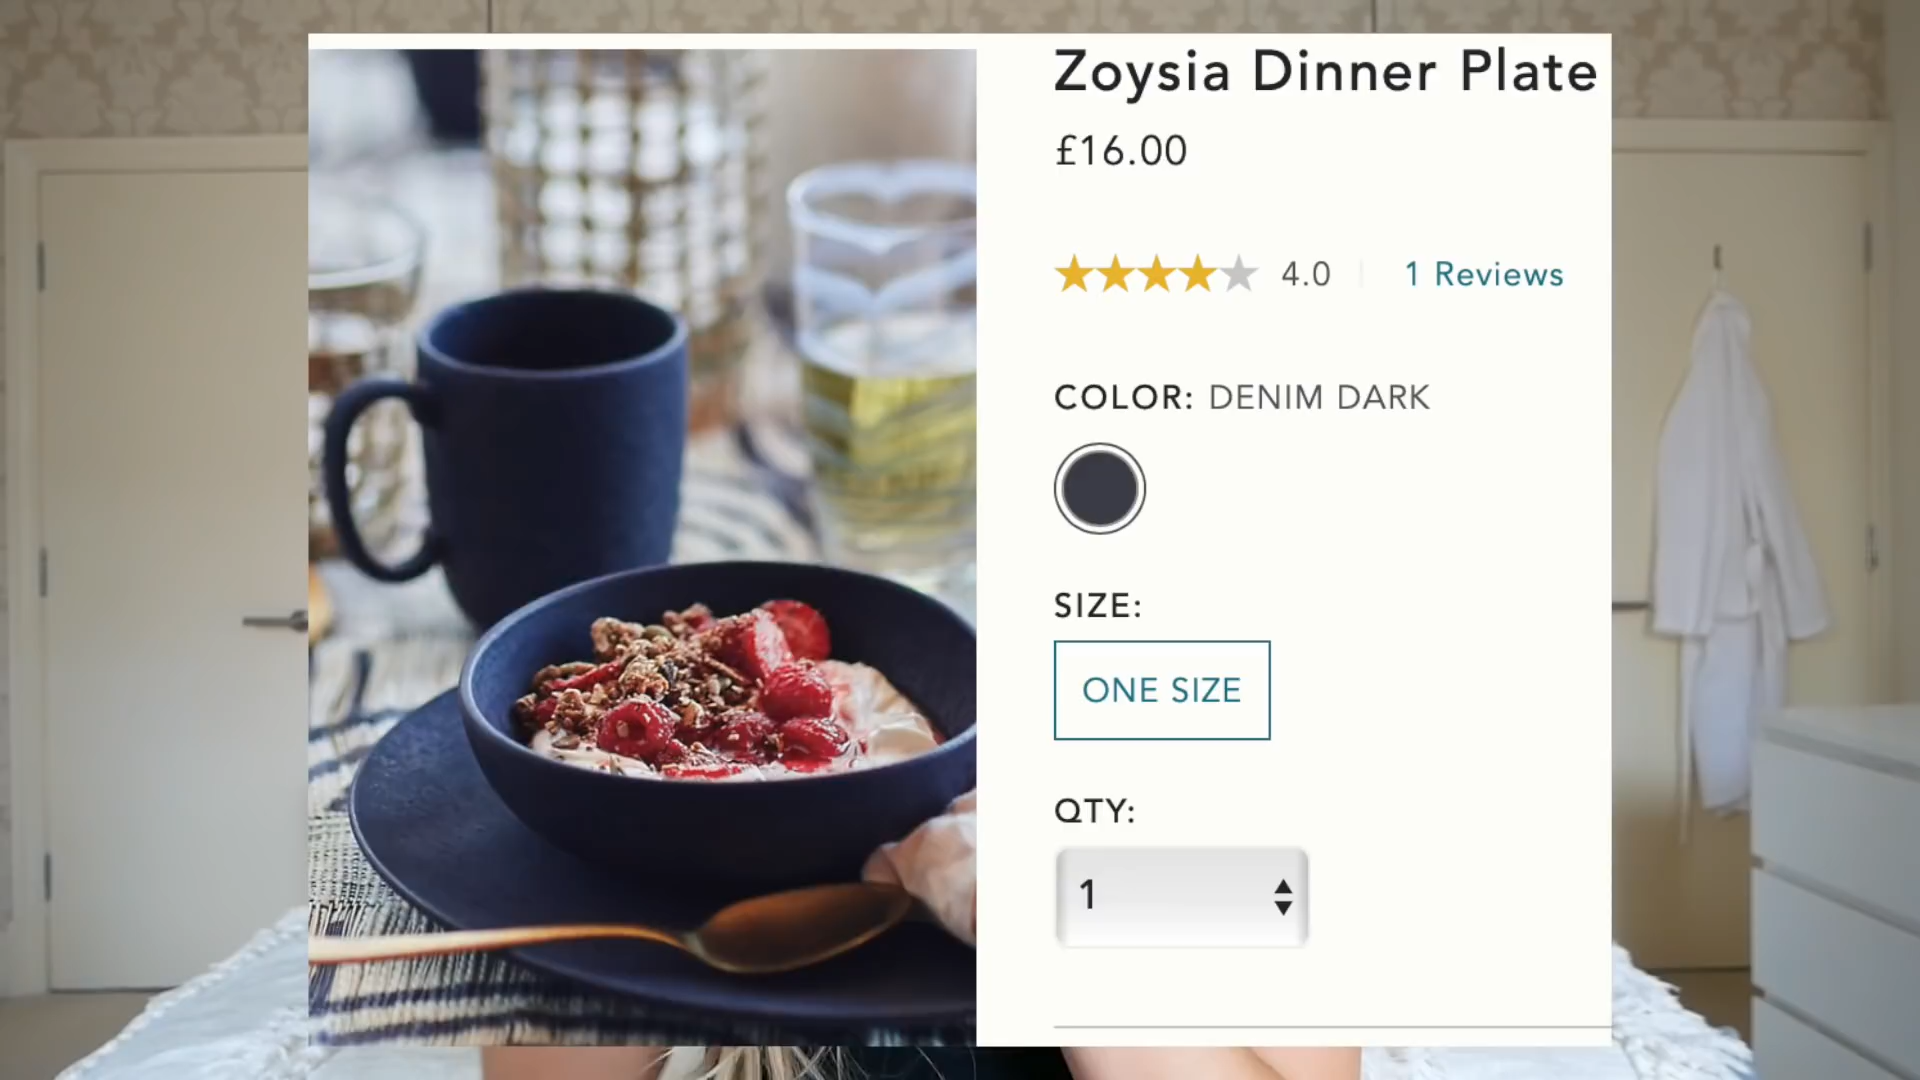 Zoysia Dinner Plate
£16.00
4.0 1 Reviews
COLOR: DENIM DARK
SIZE:
ONE SIZE
QTY:
1